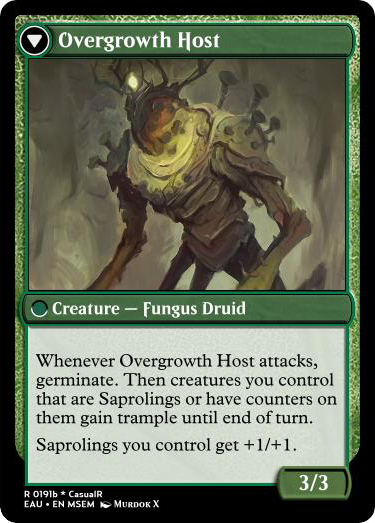 Overgrowth Host
Creature — Fungus Druid
Whenever Overgrowth Host attacks,
germinate. Then creatures you control
that are Saprolings or have counters on
them gain trample until end of turn.
Saprolings you control get +1/+1.
3/3
R 0191b * CasualR
EAU • EN MSEM Murdok X